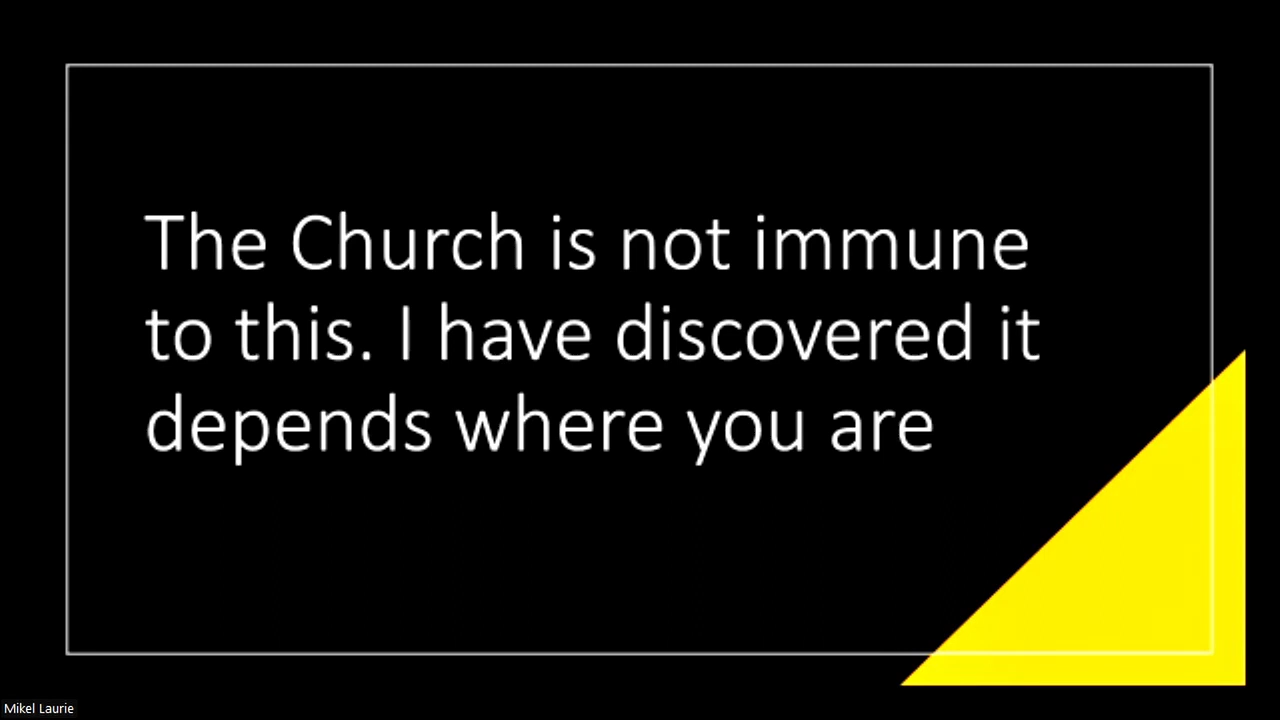 The Church is not immune
to this. I have discovered it
depends where you are
Mikel Laurie